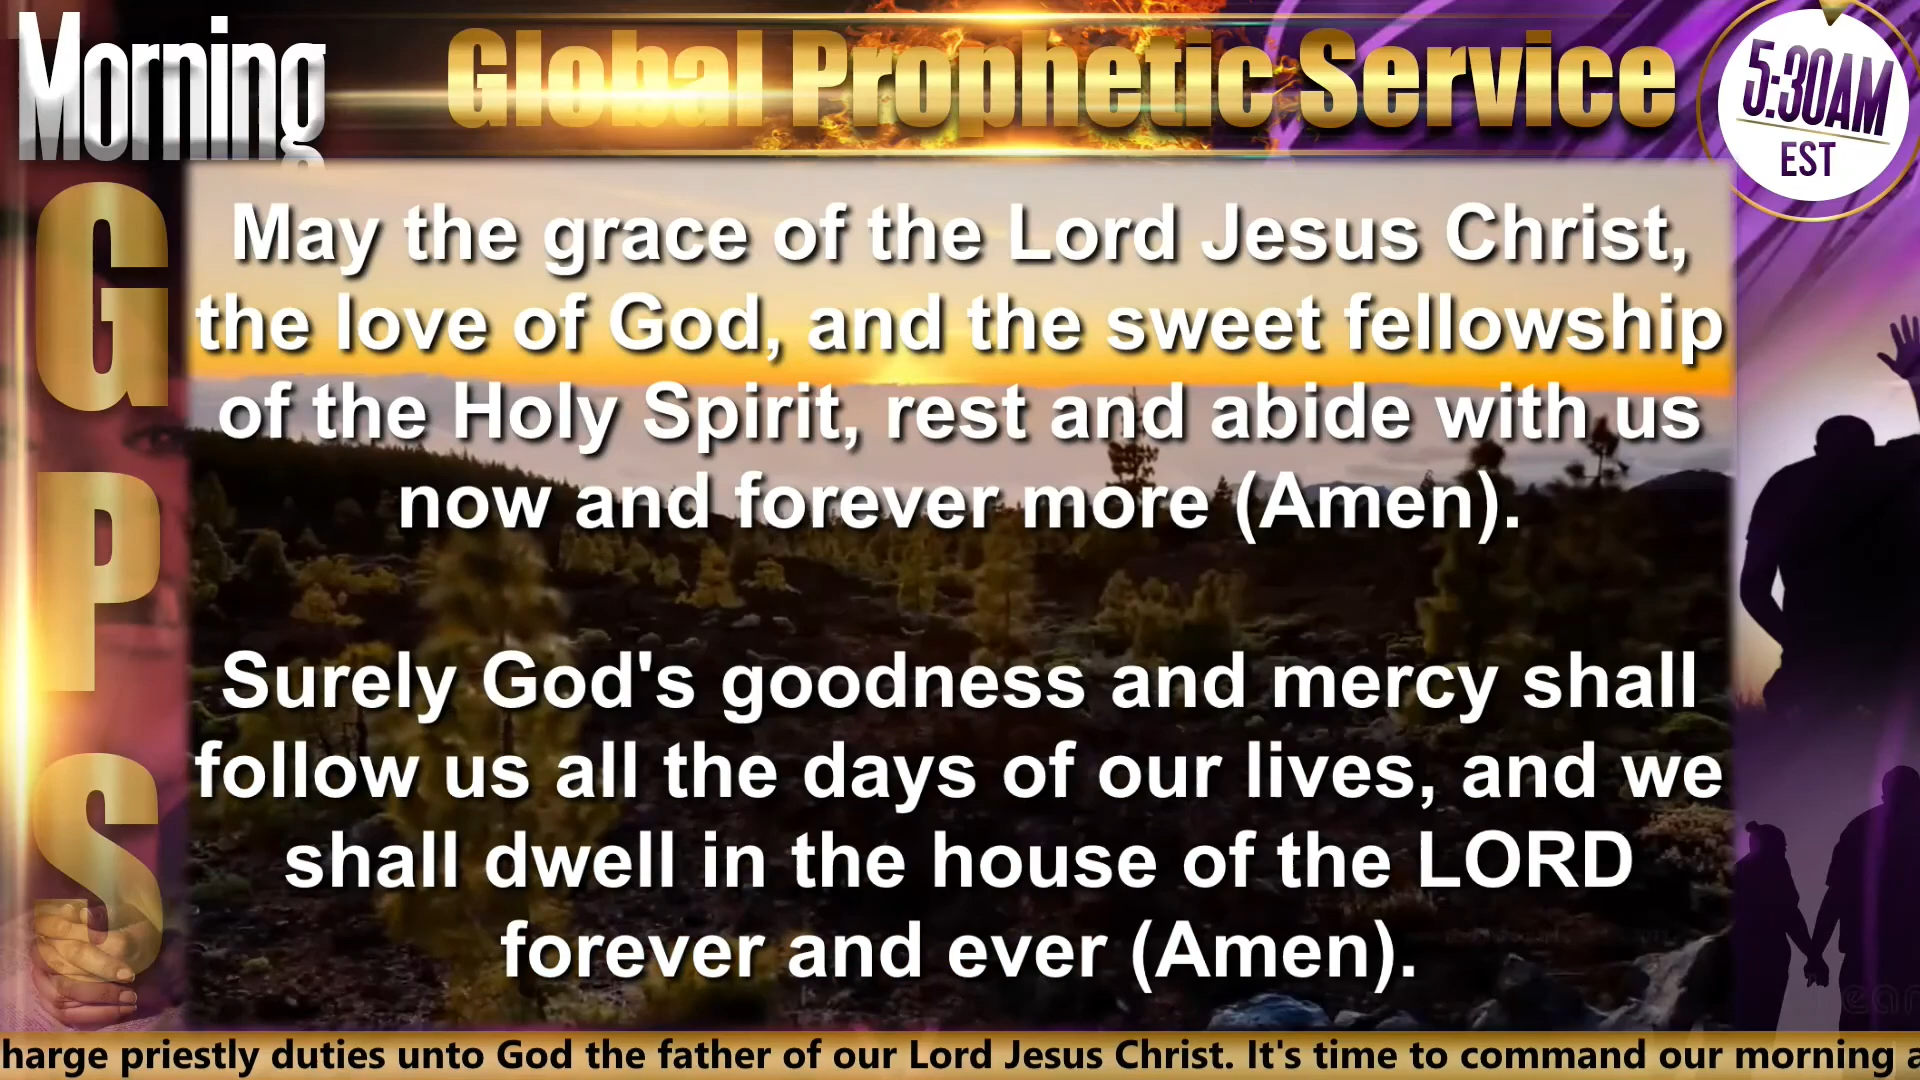 Morning
Global Prophetic Service
5:30AM
EST
G
P
S
May the grace of the Lord Jesus Christ,
the love of God, and the sweet fellowship
of the Holy Spirit, rest and abide with us
now and forever more (Amen).
Surely God's goodness and mercy shall
follow us all the days of our lives, and we
shall dwell in the house of the LORD
forever and ever (Amen).
harge priestly duties unto God the father of our Lord Jesus Christ. It's time to command our morning a